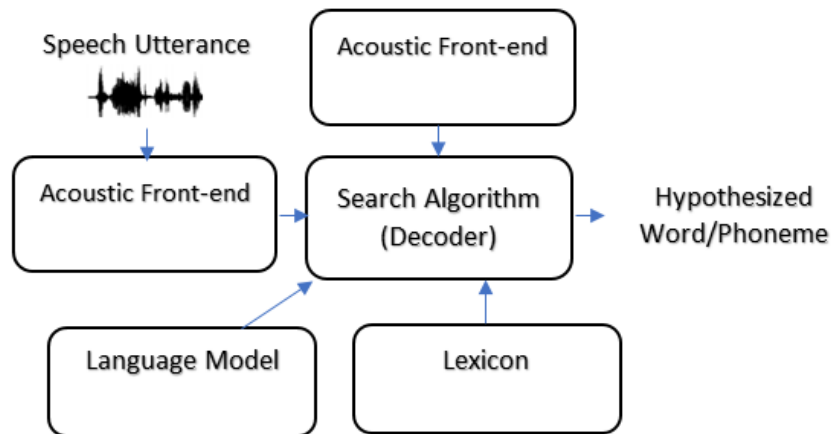 Speech Utterance
Acoustic Front-end
Acoustic Front-end
Search Algorithm
(Decoder)
Hypothesized
Word/Phoneme
Language Model
Lexicon